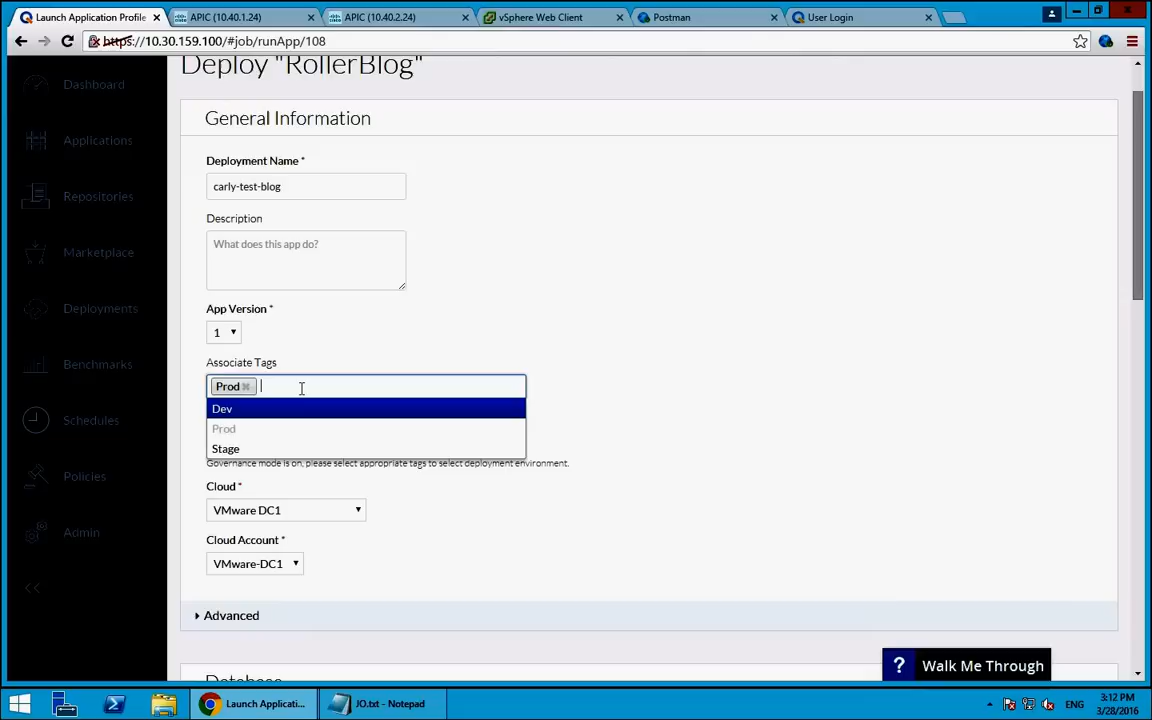 Launch Application Profile
APIC (10.40.1.24)
APIC (10.40.2.24)
vSphere Web Client
Postman
User Login
https://10.30.159.100/#job/runApp/108
Deploy "RollerBlog"
Dashboard
Applications
Repositories
Marketplace
Deployments
Benchmarks
Schedules
Policies
Admin
General Information
Deployment Name *
carly-test-blog
Description
What does this app do?
App Version *
1
Associate Tags
Prod
Dev
Prod
Stage
Governance mode is on, please select appropriate tags to select deployment environment.
Cloud *
VMware DC1
Cloud Account *
VMware-DC1
Advanced
Database
? Walk Me Through
Launch Applicati...
JO.txt - Notepad
ENG
3:12 PM
3/28/2016